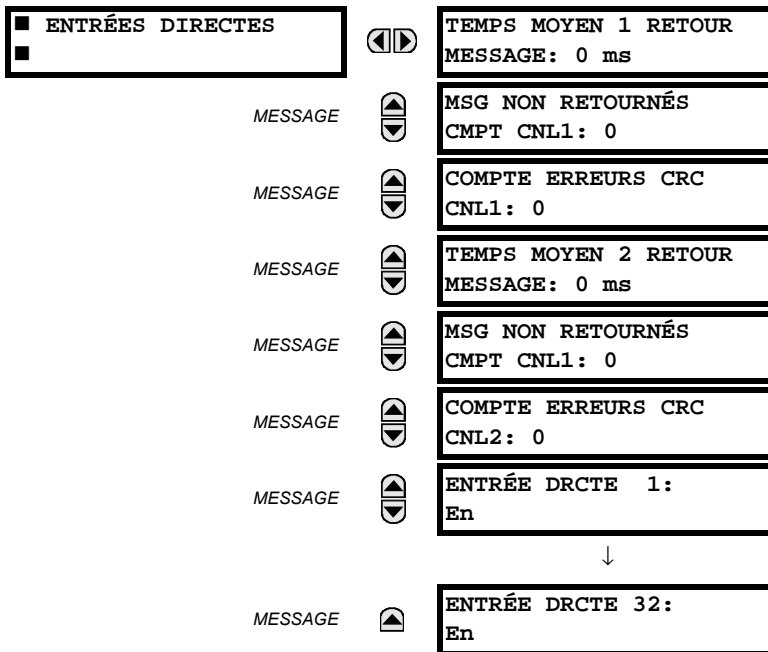 ■ ENTRÉES DIRECTES
■
TEMPS MOYEN 1 RETOUR
MESSAGE: 0 ms
MESSAGE
MSG NON RETOURNÉS
CMPT CNL1: 0
MESSAGE
COMPTE ERREURS CRC
CNL1: 0
MESSAGE
TEMPS MOYEN 2 RETOUR
MESSAGE: 0 ms
MESSAGE
MSG NON RETOURNÉS
CMPT CNL1: 0
MESSAGE
COMPTE ERREURS CRC
CNL2: 0
MESSAGE
ENTRÉE DRCTE  1:
En
↓
MESSAGE
ENTRÉE DRCTE 32:
En